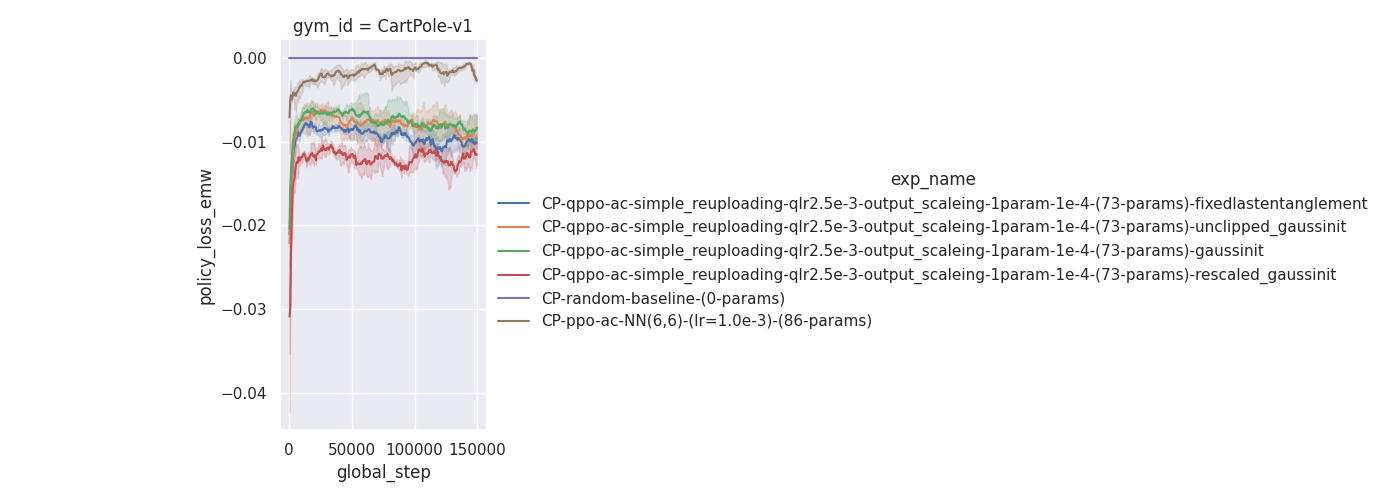 gym_id = CartPole-v1
0.00
−0.01
−0.02
−0.03
−0.04
policy_loss_emw
0 50000 100000 150000
global_step
exp_name
CP-qppo-ac-simple_reuploading-qlr2.5e-3-output_scaleing-1param-1e-4-(73-params)-fixedlastentanglement
CP-qppo-ac-simple_reuploading-qlr2.5e-3-output_scaleing-1param-1e-4-(73-params)-unclipped_gaussinit
CP-qppo-ac-simple_reuploading-qlr2.5e-3-output_scaleing-1param-1e-4-(73-params)-gaussinit
CP-qppo-ac-simple_reuploading-qlr2.5e-3-output_scaleing-1param-1e-4-(73-params)-rescaled_gaussinit
CP-random-baseline-(0-params)
CP-ppo-ac-NN(6,6)-(lr=1.0e-3)-(86-params)